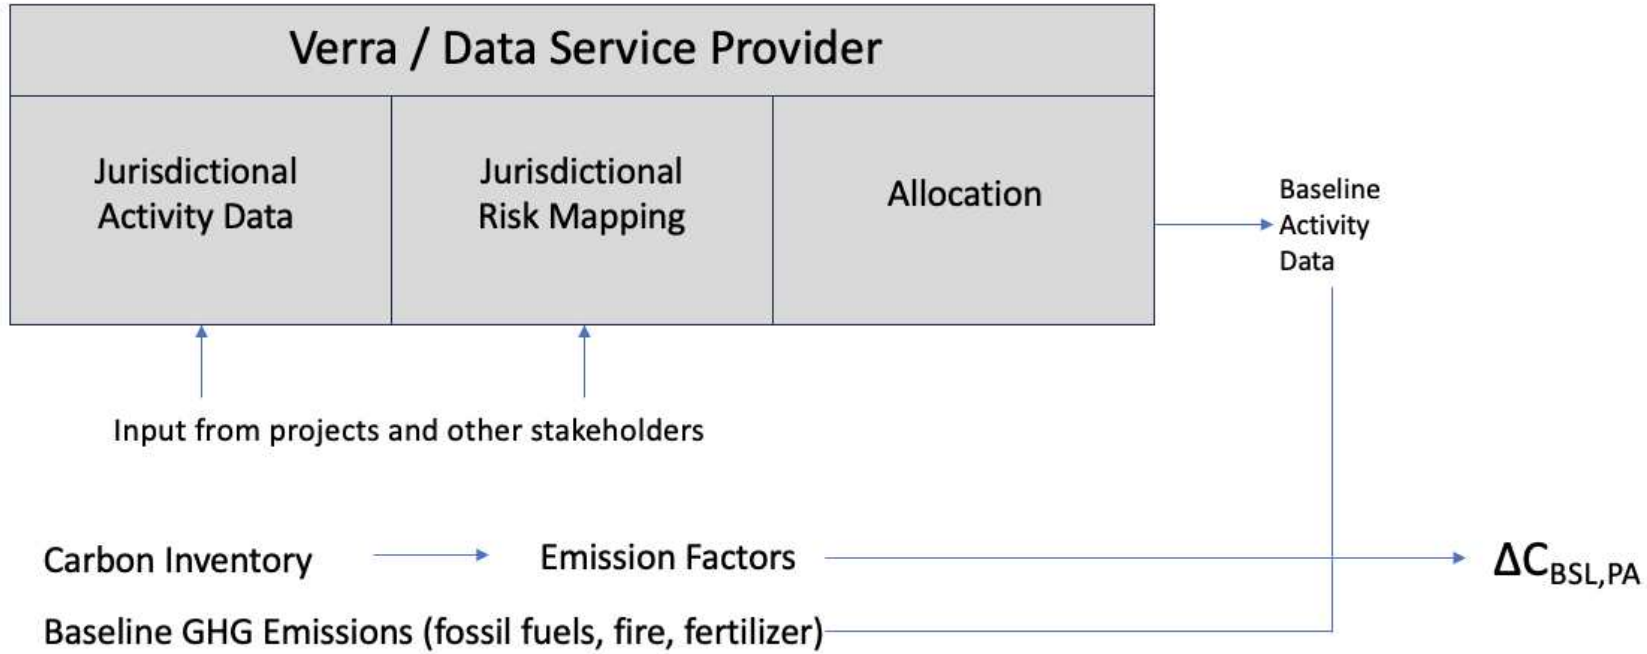 Verra / Data Service Provider
Jurisdictional
Activity Data
Jurisdictional
Risk Mapping
Allocation
Baseline
Activity
Data
Input from projects and other stakeholders
Carbon Inventory
Emission Factors
ΔC_BSL,PA
Baseline GHG Emissions (fossil fuels, fire, fertilizer)